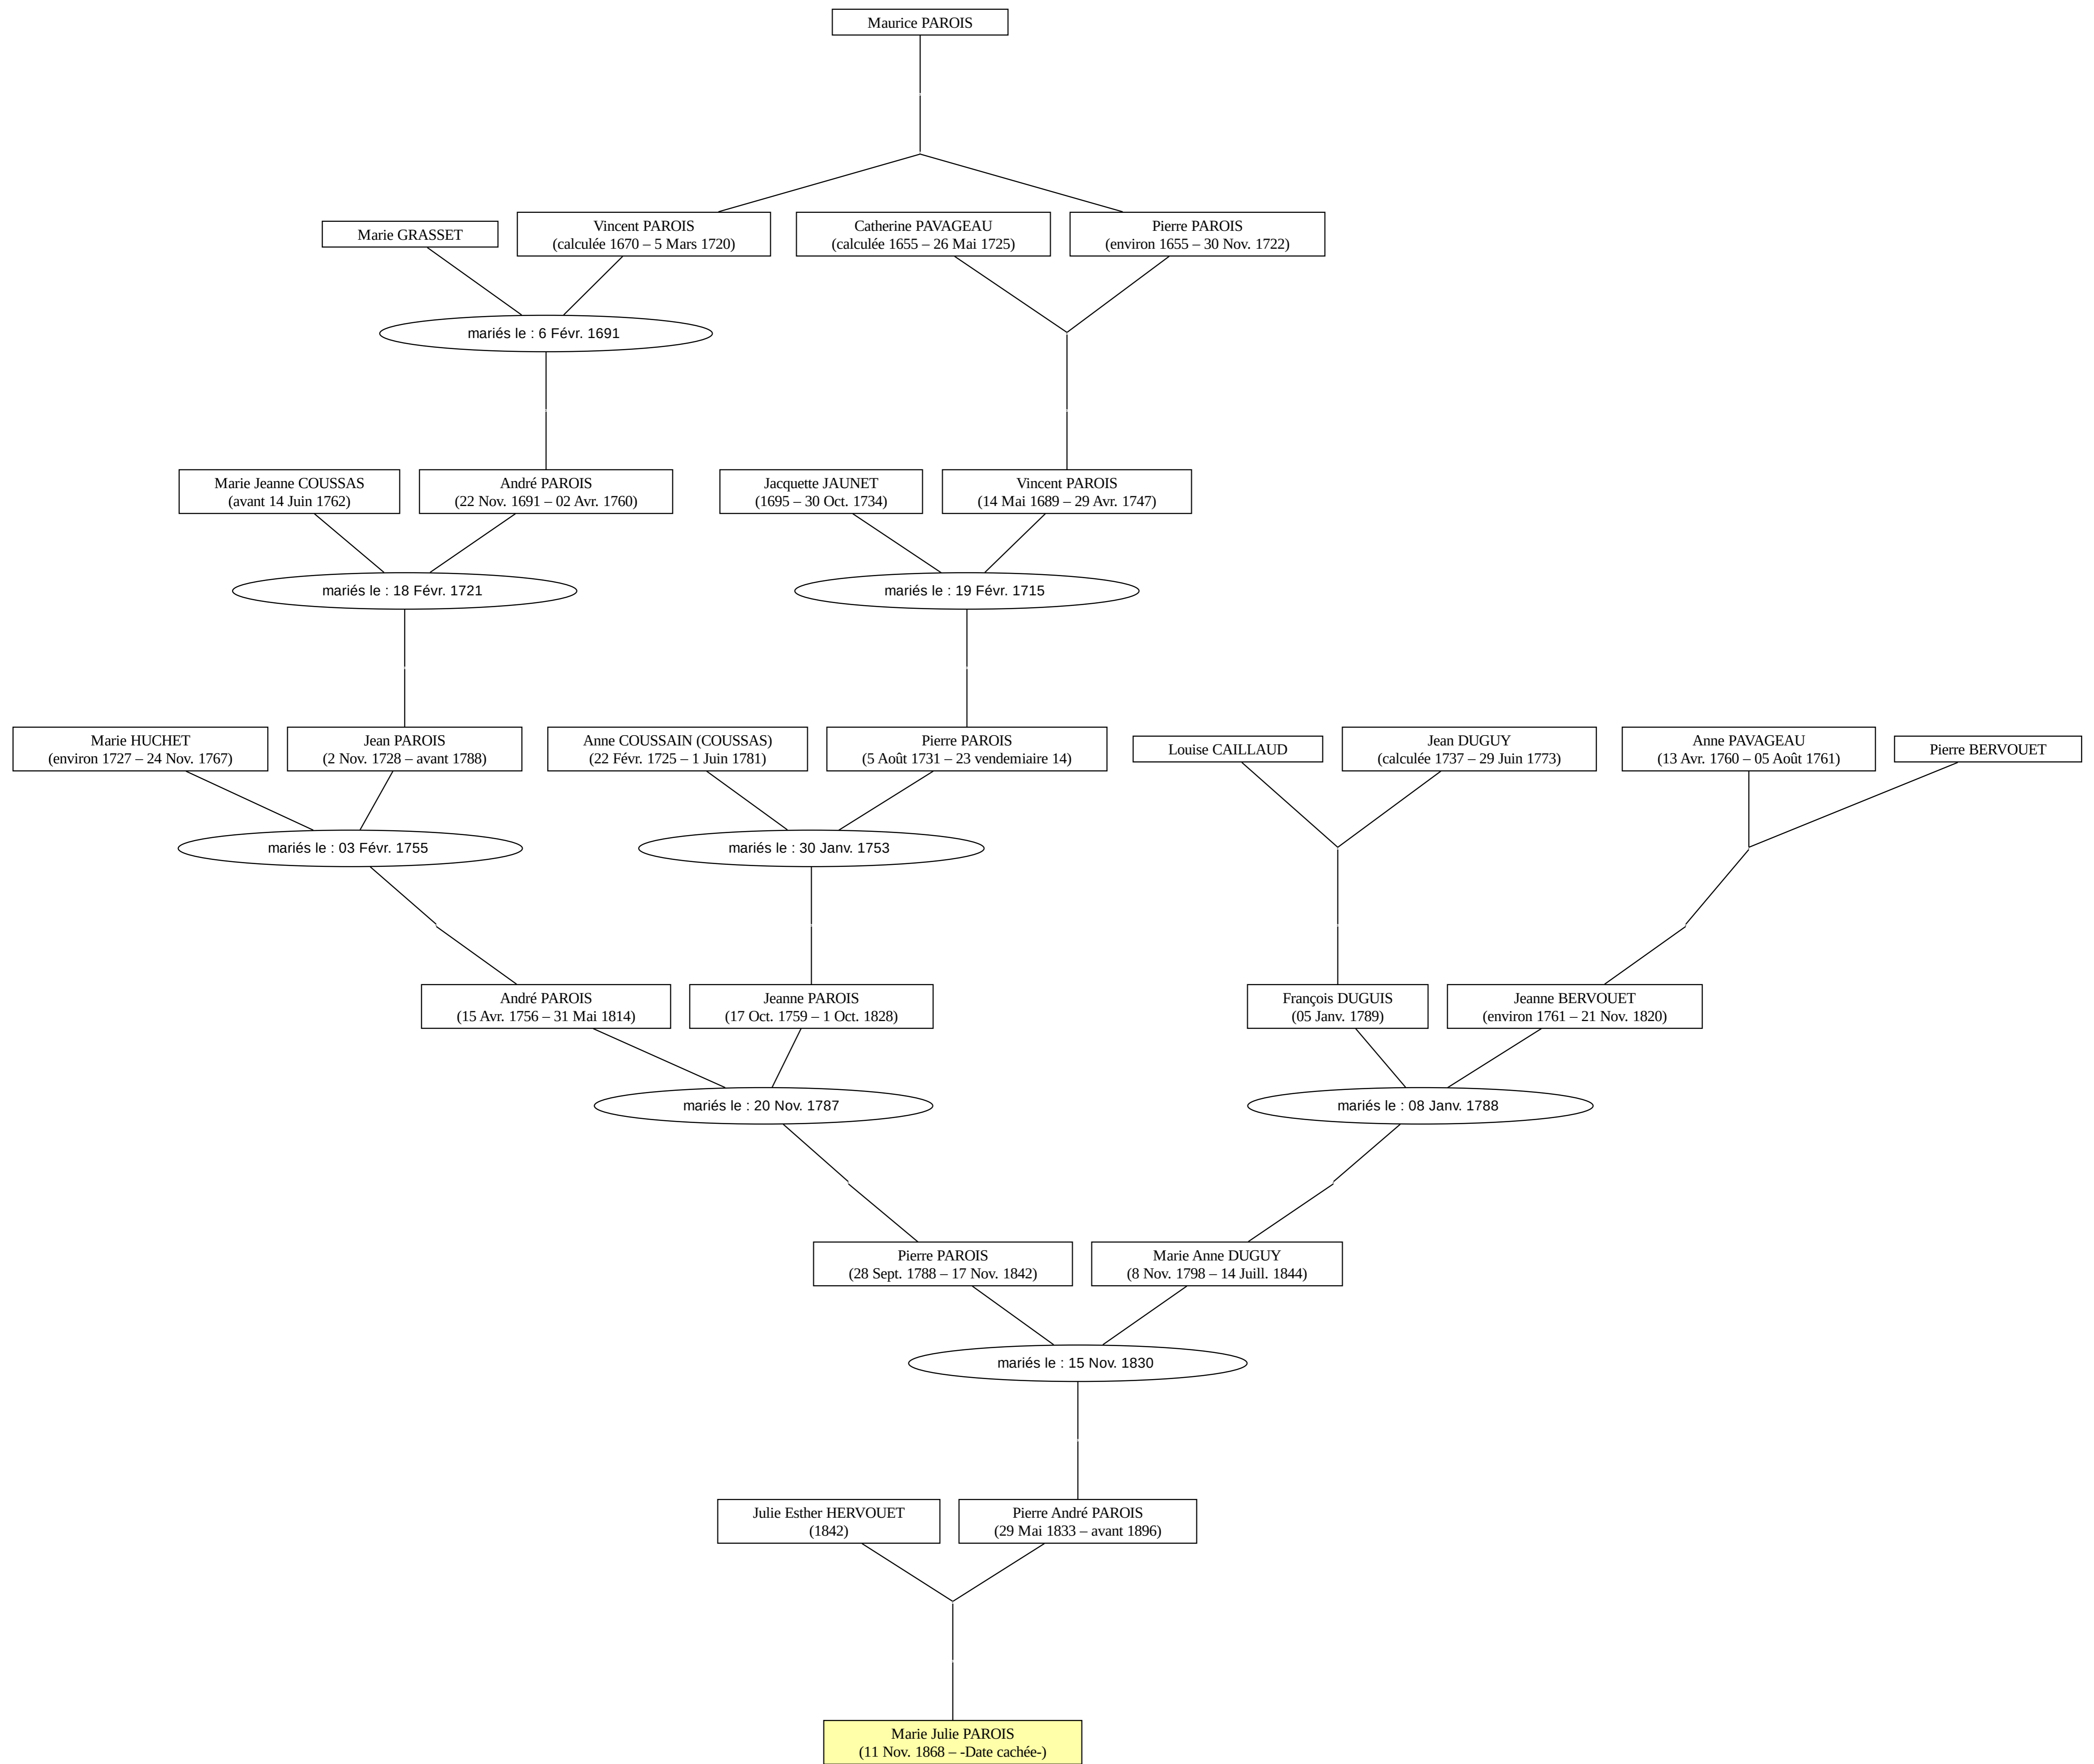 Maurice PAROIS
Marie GRASSET
Vincent PAROIS
(calculée 1670 – 5 Mars 1720)
Catherine PAVAGEAU
(calculée 1655 – 26 Mai 1725)
Pierre PAROIS
(environ 1655 – 30 Nov. 1722)
mariés le : 6 Févr. 1691
Marie Jeanne COUSSAS
(avant 14 Juin 1762)
André PAROIS
(22 Nov. 1691 – 02 Avr. 1760)
Jacquette JAUNET
(1695 – 30 Oct. 1734)
Vincent PAROIS
(14 Mai 1689 – 29 Avr. 1747)
mariés le : 18 Févr. 1721
mariés le : 19 Févr. 1715
Marie HUCHET
(environ 1727 – 24 Nov. 1767)
Jean PAROIS
(2 Nov. 1728 – avant 1788)
Anne COUSSAIN (COUSSAS)
(22 Févr. 1725 – 1 Juin 1781)
Pierre PAROIS
(5 Août 1731 – 23 vendemiaire 14)
Louise CAILLAUD
Jean DUGUY
(calculée 1737 – 29 Juin 1773)
Anne PAVAGEAU
(13 Avr. 1760 – 05 Août 1761)
Pierre BERVOUET
mariés le : 03 Févr. 1755
mariés le : 30 Janv. 1753
André PAROIS
(15 Avr. 1756 – 31 Mai 1814)
Jeanne PAROIS
(17 Oct. 1759 – 1 Oct. 1828)
François DUGUIS
(05 Janv. 1789)
Jeanne BERVOUET
(environ 1761 – 21 Nov. 1820)
mariés le : 20 Nov. 1787
mariés le : 08 Janv. 1788
Pierre PAROIS
(28 Sept. 1788 – 17 Nov. 1842)
Marie Anne DUGUY
(8 Nov. 1798 – 14 Juill. 1844)
mariés le : 15 Nov. 1830
Julie Esther HERVOUET
(1842)
Pierre André PAROIS
(29 Mai 1833 – avant 1896)
Marie Julie PAROIS
(11 Nov. 1868 – -Date cachée-)